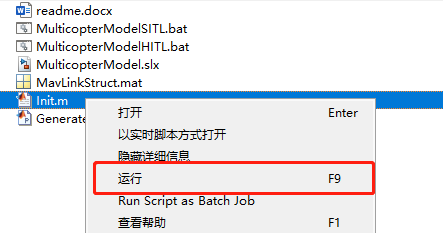 readme.docx
MulticopterModelSITL.bat
MulticopterModelHITL.bat
MulticopterModel.slx
MavLinkStruct.mat
Init.m
Generate
打开 Enter
以实时脚本方式打开
隐藏详细信息
运行 F9
Run Script as Batch Job
查看帮助 F1